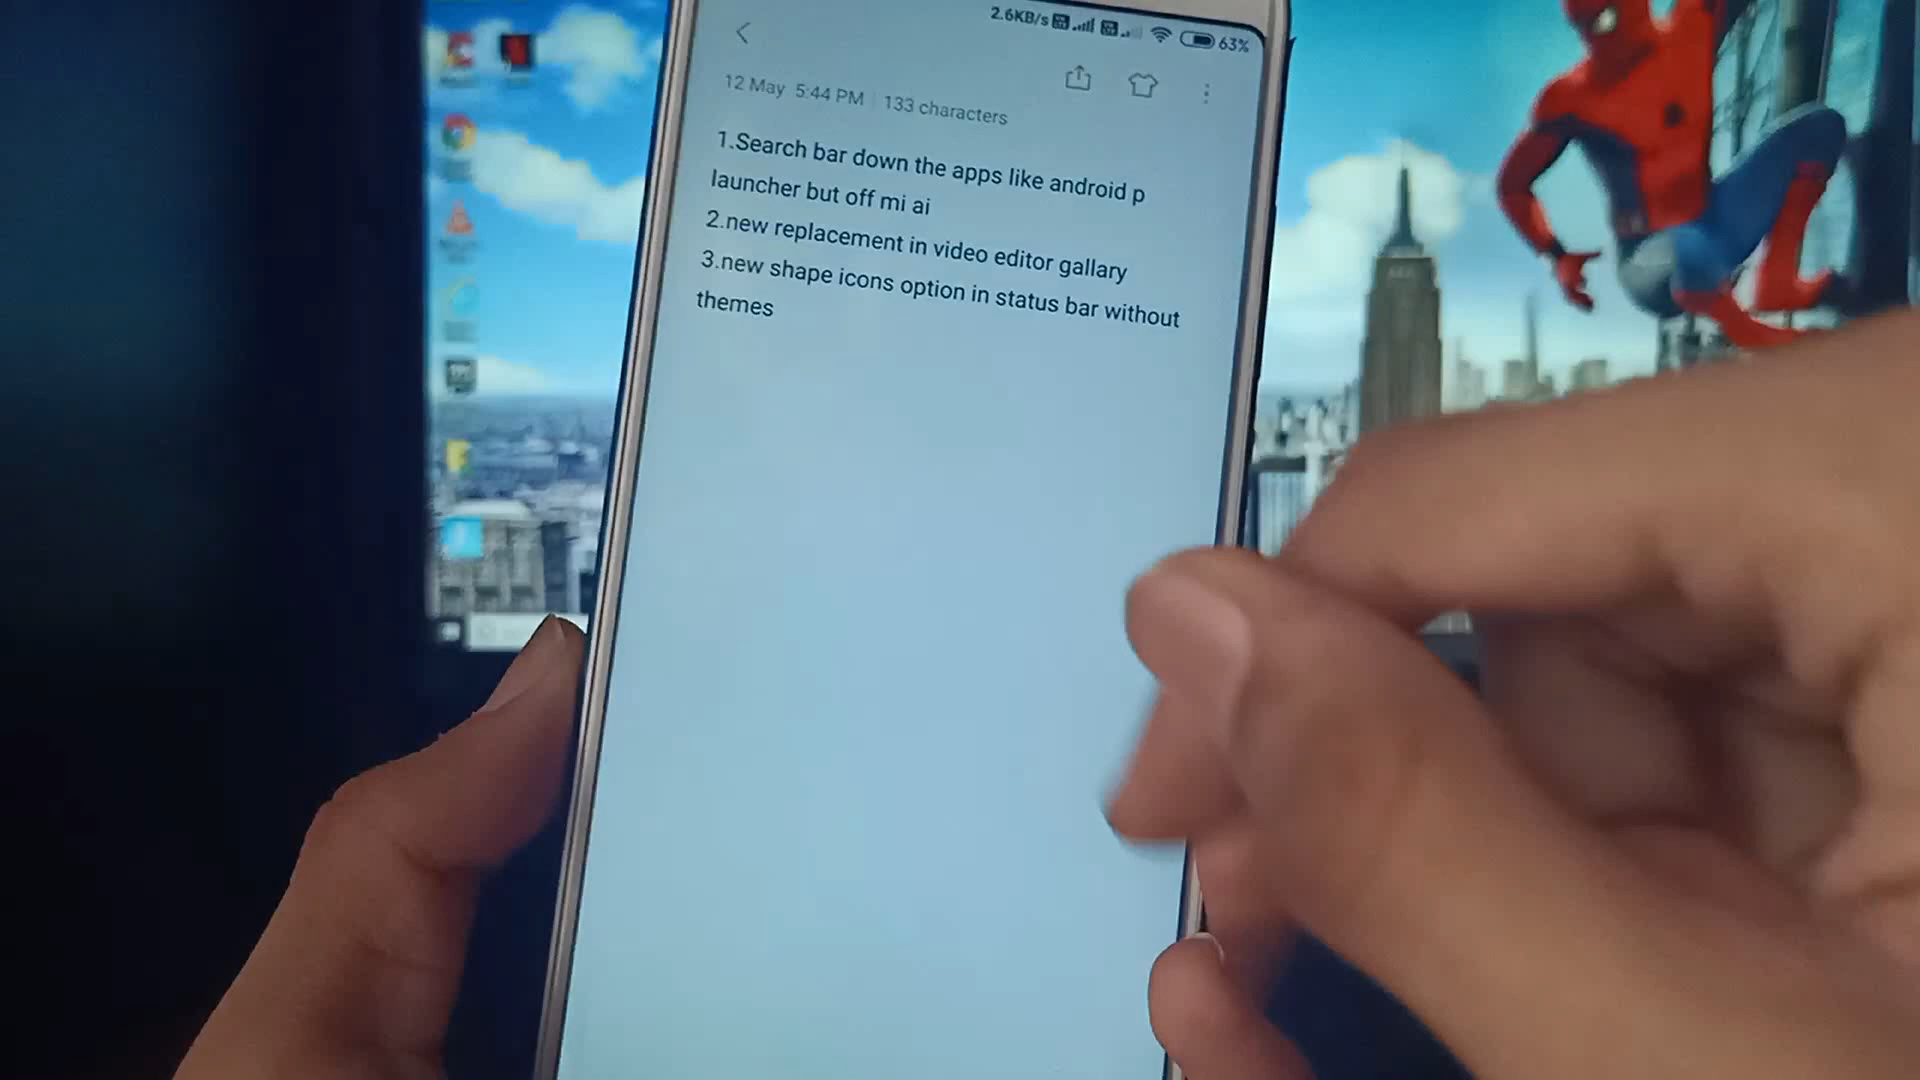 2.6KB/s 63%
12 May 5:44 PM | 133 characters
1.Search bar down the apps like android p
launcher but off mi ai
2.new replacement in video editor gallary
3.new shape icons option in status bar without
themes